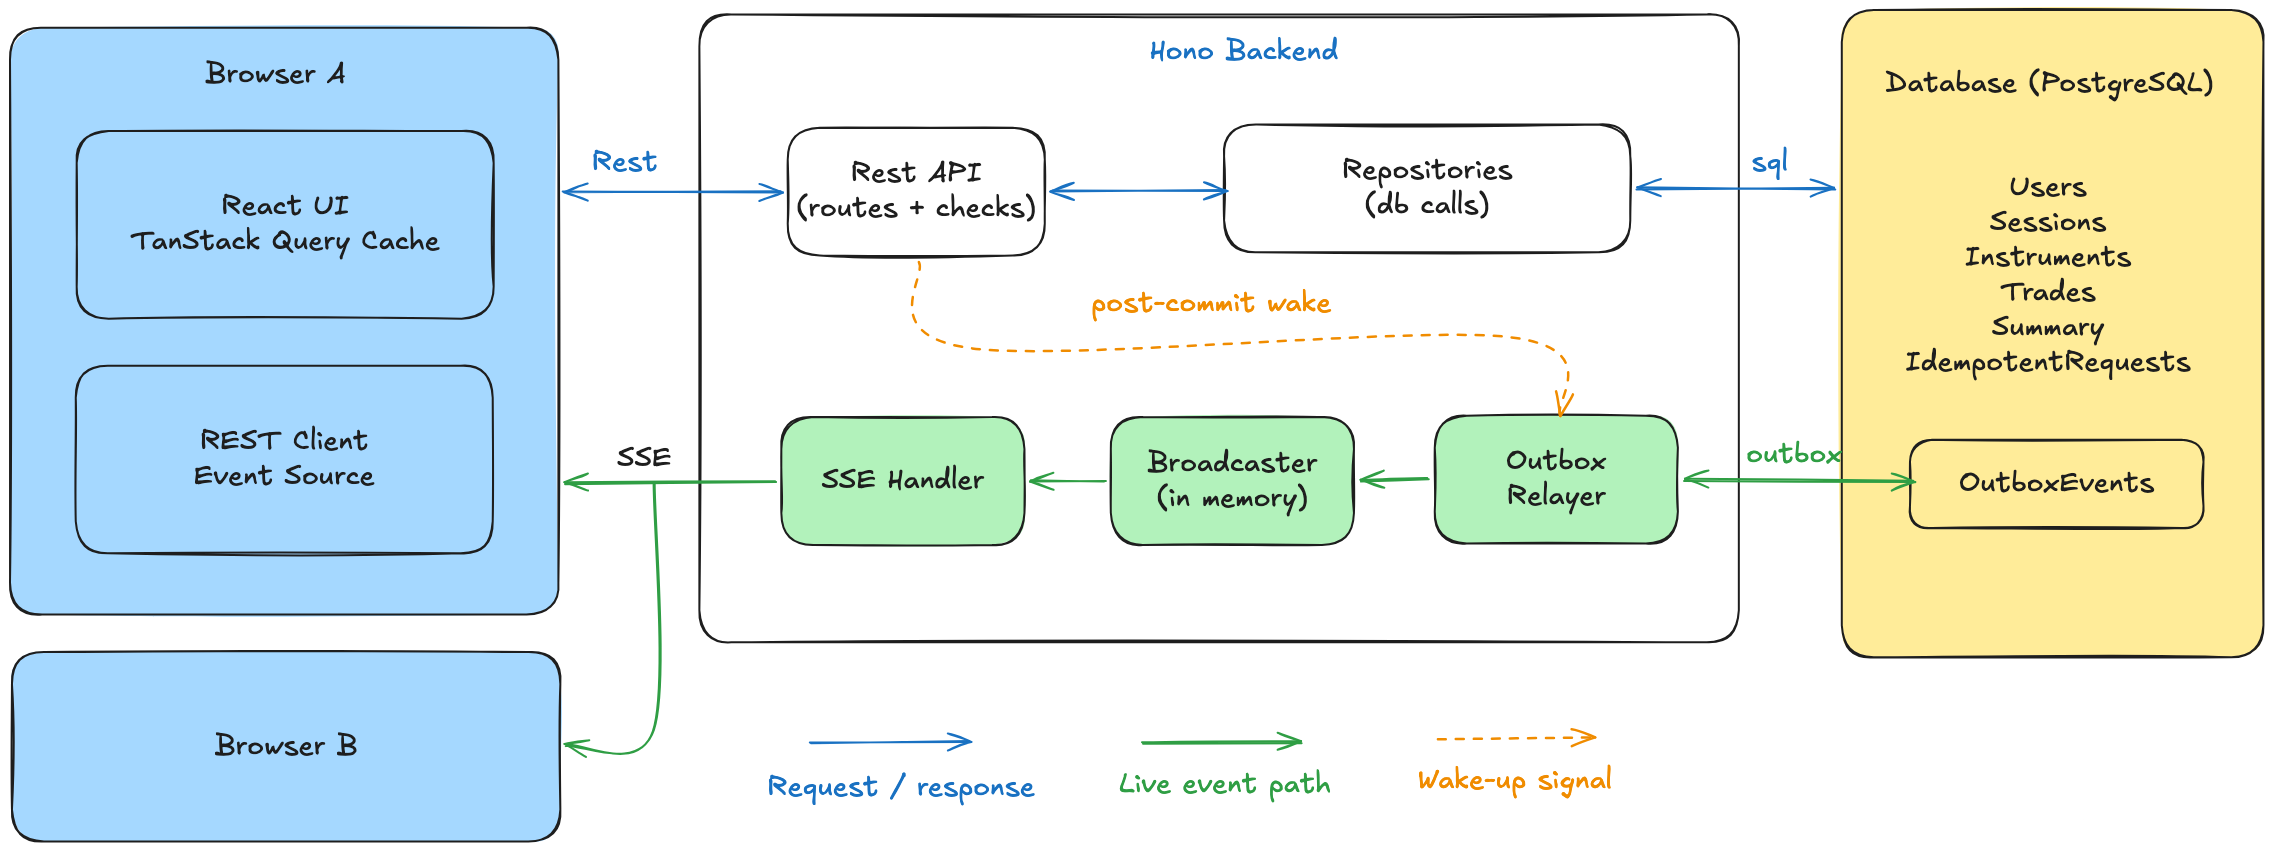 Browser A
React UI
TanStack Query Cache
REST Client
Event Source
Browser B
Rest
SSE
Hono Backend
Rest API
(routes + checks)
Repositories
(db calls)
post-commit wake
SSE Handler
Broadcaster
(in memory)
Outbox
Relayer
sql
outbox
Database (PostgreSQL)
Users
Sessions
Instruments
Trades
Summary
IdempotentRequests
OutboxEvents
Request / response
Live event path
Wake-up signal